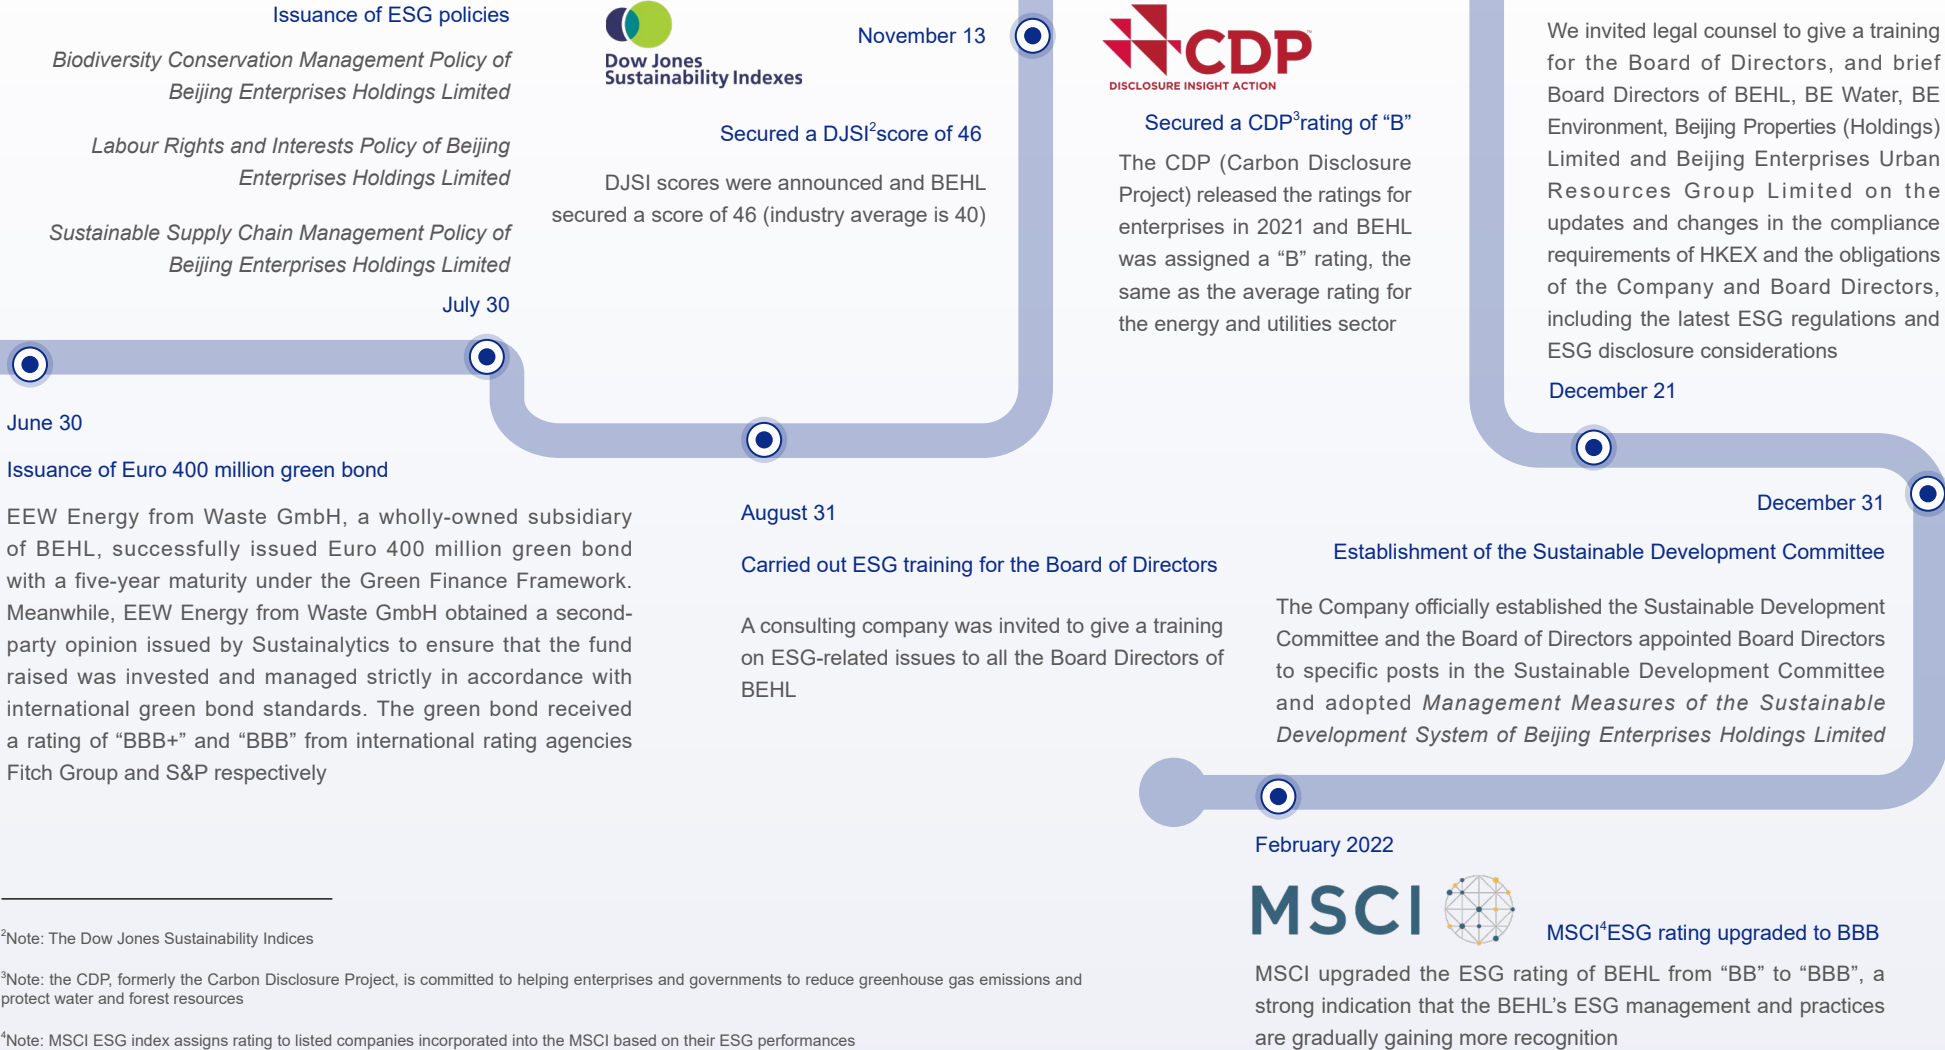 Issuance of ESG policies
Biodiversity Conservation Management Policy of
Beijing Enterprises Holdings Limited
Labour Rights and Interests Policy of Beijing
Enterprises Holdings Limited
Sustainable Supply Chain Management Policy of
Beijing Enterprises Holdings Limited
July 30
June 30
Issuance of Euro 400 million green bond
EEW Energy from Waste GmbH, a wholly-owned subsidiary
of BEHL, successfully issued Euro 400 million green bond
with a five-year maturity under the Green Finance Framework.
Meanwhile, EEW Energy from Waste GmbH obtained a second-
party opinion issued by Sustainalytics to ensure that the fund
raised was invested and managed strictly in accordance with
international green bond standards. The green bond received
a rating of “BBB+” and “BBB” from international rating agencies
Fitch Group and S&P respectively
Dow Jones
Sustainability Indexes
November 13
Secured a DJSI²score of 46
DJSI scores were announced and BEHL
secured a score of 46 (industry average is 40)
August 31
Carried out ESG training for the Board of Directors
A consulting company was invited to give a training
on ESG-related issues to all the Board Directors of
BEHL
CDP
DISCLOSURE INSIGHT ACTION
Secured a CDP³rating of “B”
The CDP (Carbon Disclosure
Project) released the ratings for
enterprises in 2021 and BEHL
was assigned a “B” rating, the
same as the average rating for
the energy and utilities sector
We invited legal counsel to give a training
for the Board of Directors, and brief
Board Directors of BEHL, BE Water, BE
Environment, Beijing Properties (Holdings)
Limited and Beijing Enterprises Urban
Resources Group Limited on the
updates and changes in the compliance
requirements of HKEX and the obligations
of the Company and Board Directors,
including the latest ESG regulations and
ESG disclosure considerations
December 21
December 31
Establishment of the Sustainable Development Committee
The Company officially established the Sustainable Development
Committee and the Board of Directors appointed Board Directors
to specific posts in the Sustainable Development Committee
and adopted Management Measures of the Sustainable
Development System of Beijing Enterprises Holdings Limited
February 2022
MSCI
MSCI⁴ESG rating upgraded to BBB
MSCI upgraded the ESG rating of BEHL from “BB” to “BBB”, a
strong indication that the BEHL’s ESG management and practices
are gradually gaining more recognition
²Note: The Dow Jones Sustainability Indices
³Note: the CDP, formerly the Carbon Disclosure Project, is committed to helping enterprises and governments to reduce greenhouse gas emissions and
protect water and forest resources
⁴Note: MSCI ESG index assigns rating to listed companies incorporated into the MSCI based on their ESG performances